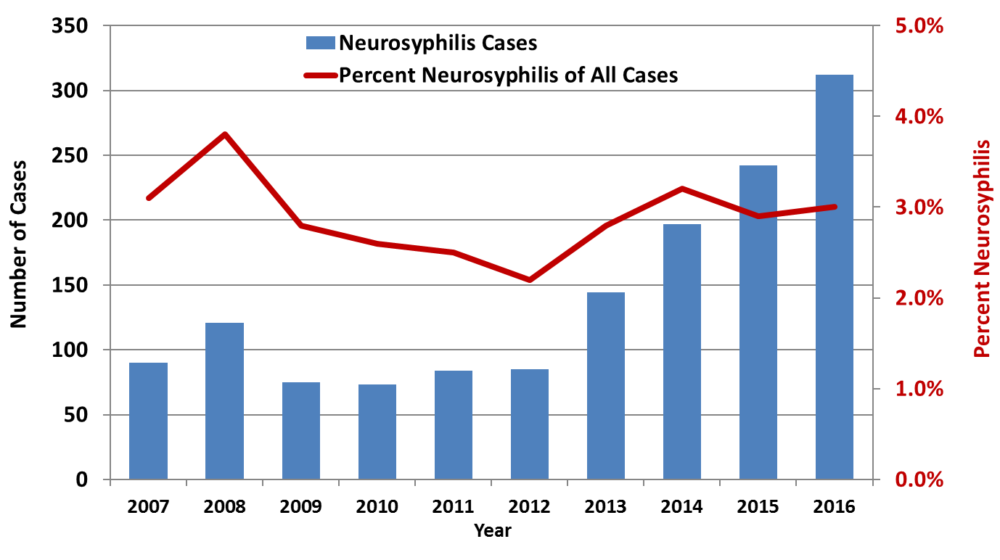 Neurosyphilis Cases
Percent Neurosyphilis of All Cases
Number of Cases
350
300
250
200
150
100
50
0
5.0%
4.0%
3.0%
2.0%
1.0%
0.0%
Percent Neurosyphilis
2007 2008 2009 2010 2011 2012 2013 2014 2015 2016
Year